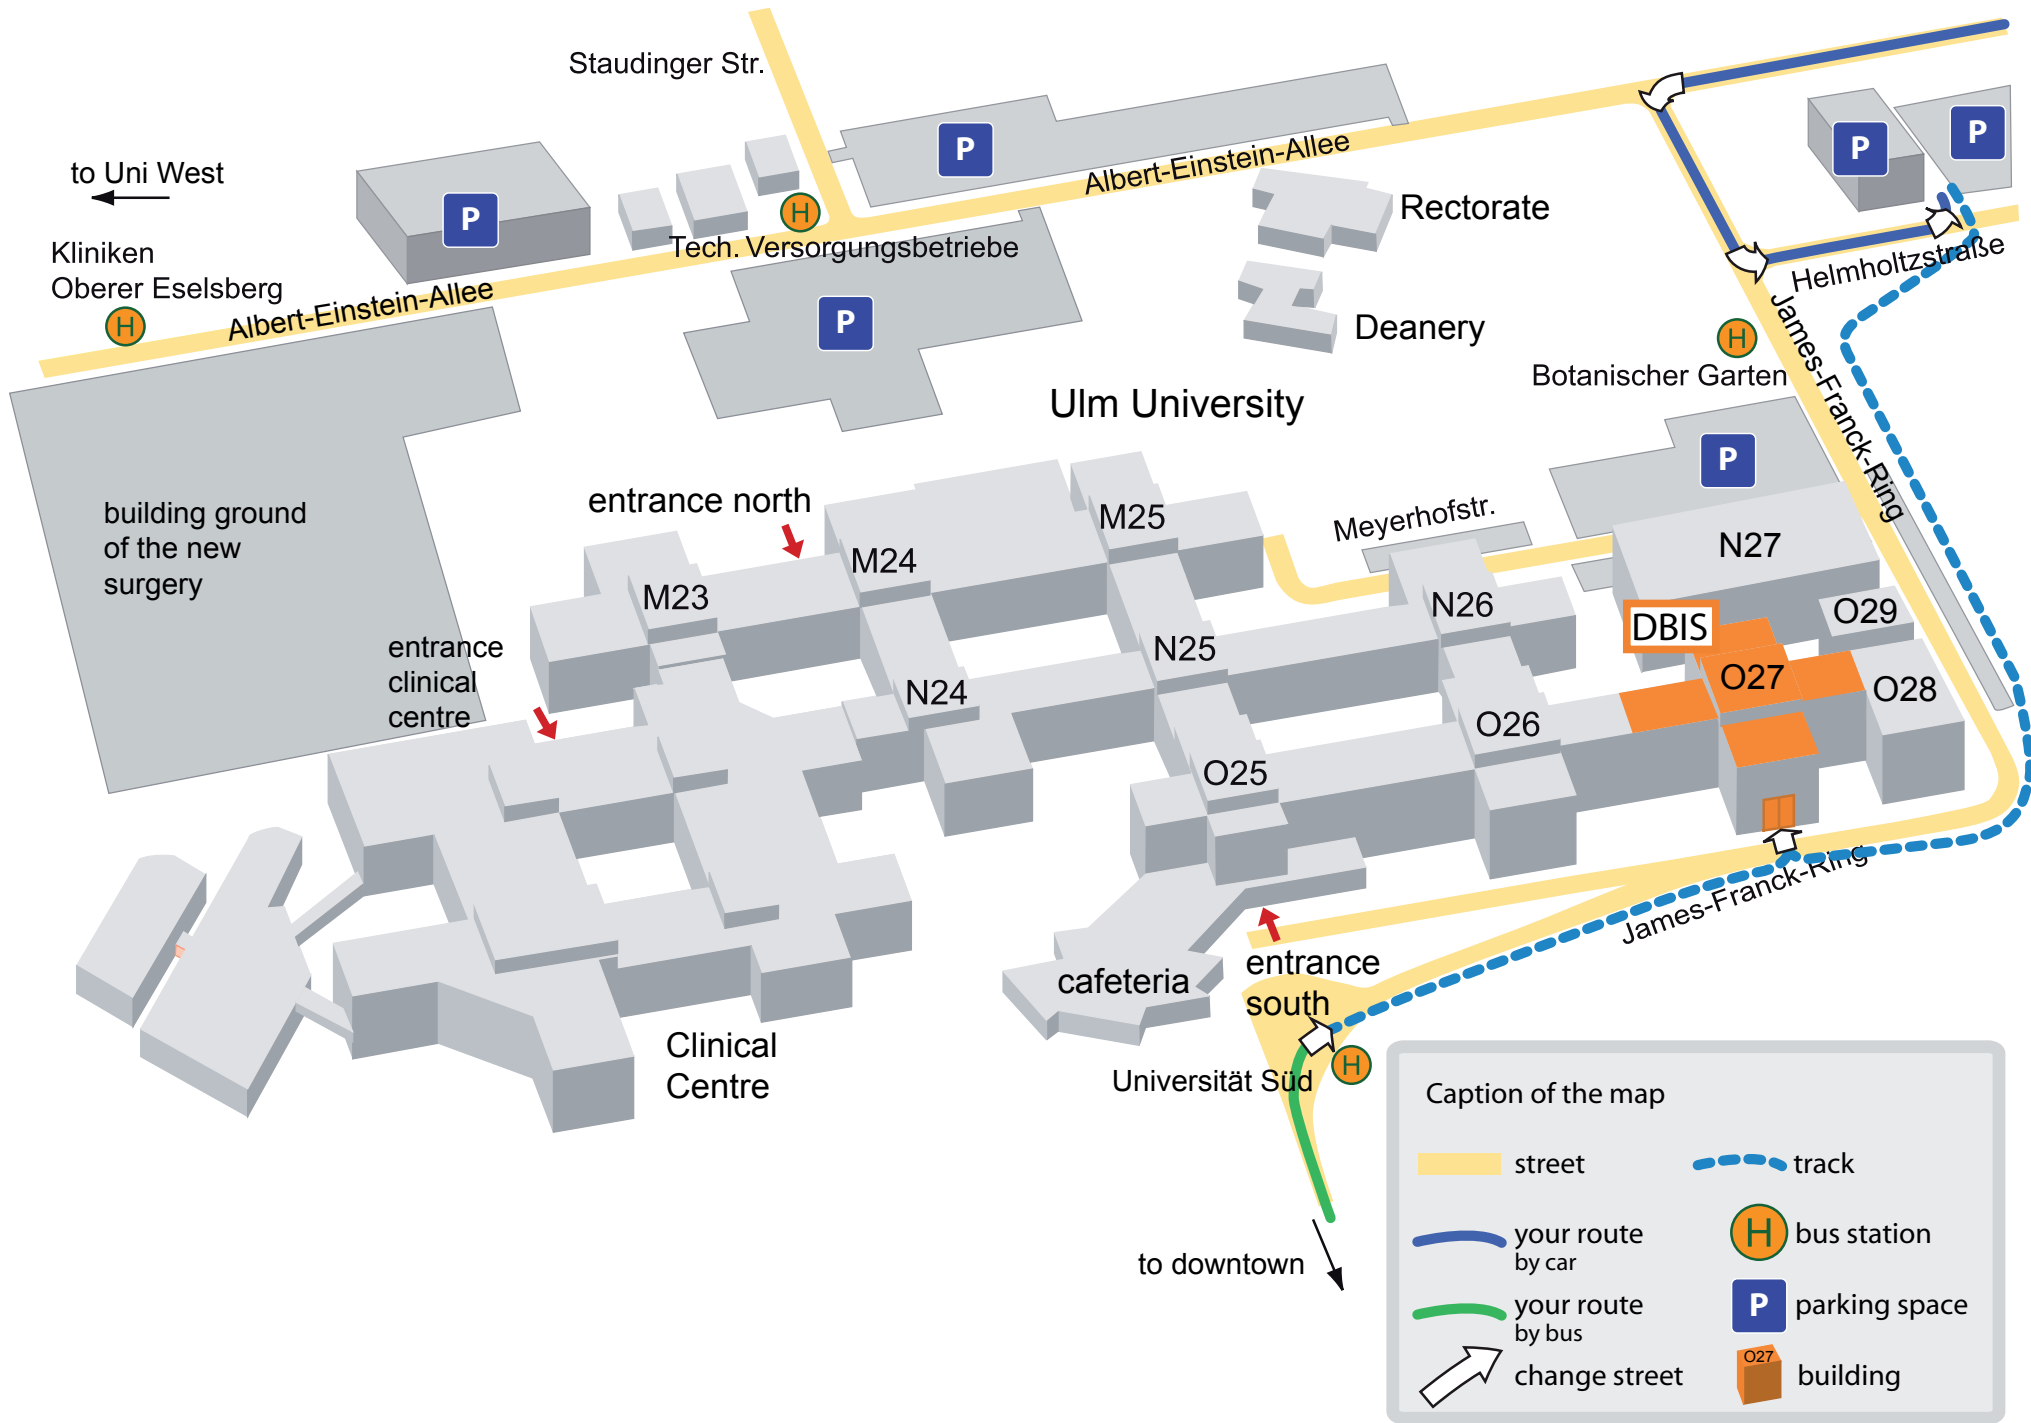 Staudinger Str.
P
Albert-Einstein-Allee
P
P
to Uni West
P
H
Tech. Versorgungsbetriebe
Rectorate
Helmholtzstraße
Kliniken
Oberer Eselsberg
H
Albert-Einstein-Allee
P
Deanery
H
Botanischer Garten
James-Franck-Ring
Ulm University
P
building ground
of the new
surgery
entrance north
M25
Meyerhofstr.
N27
M24
M23
N26
DBIS
O29
entrance
clinical
centre
N25
N24
O27
O28
O26
O25
James-Franck-Ring
cafeteria
entrance
south
Clinical
Centre
Universität Süd
H
to downtown
Caption of the map
street
track
your route
by car
H
bus station
your route
by bus
P
parking space
change street
O27
building